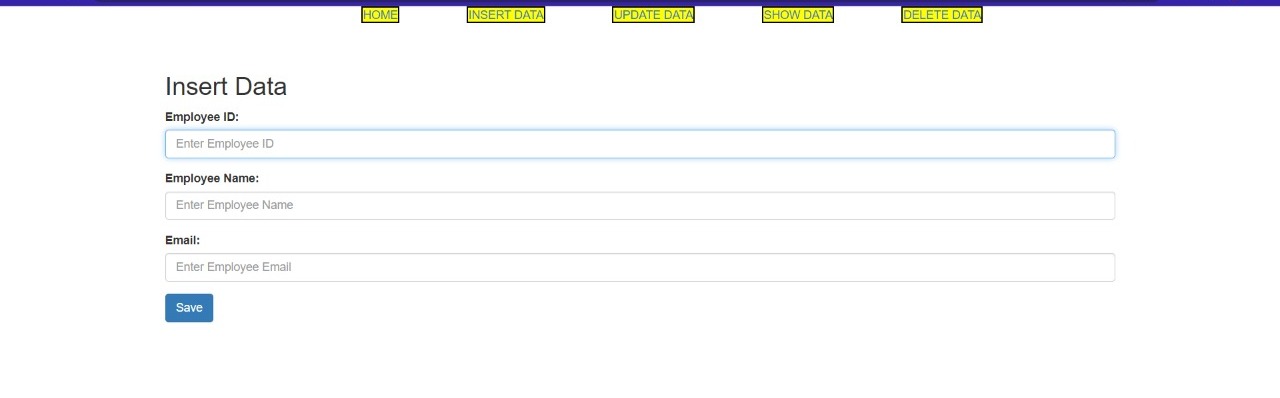 HOME INSERT DATA UPDATE DATA SHOW DATA DELETE DATA
Insert Data
Employee ID:
Enter Employee ID
Employee Name:
Enter Employee Name
Email:
Enter Employee Email
Save